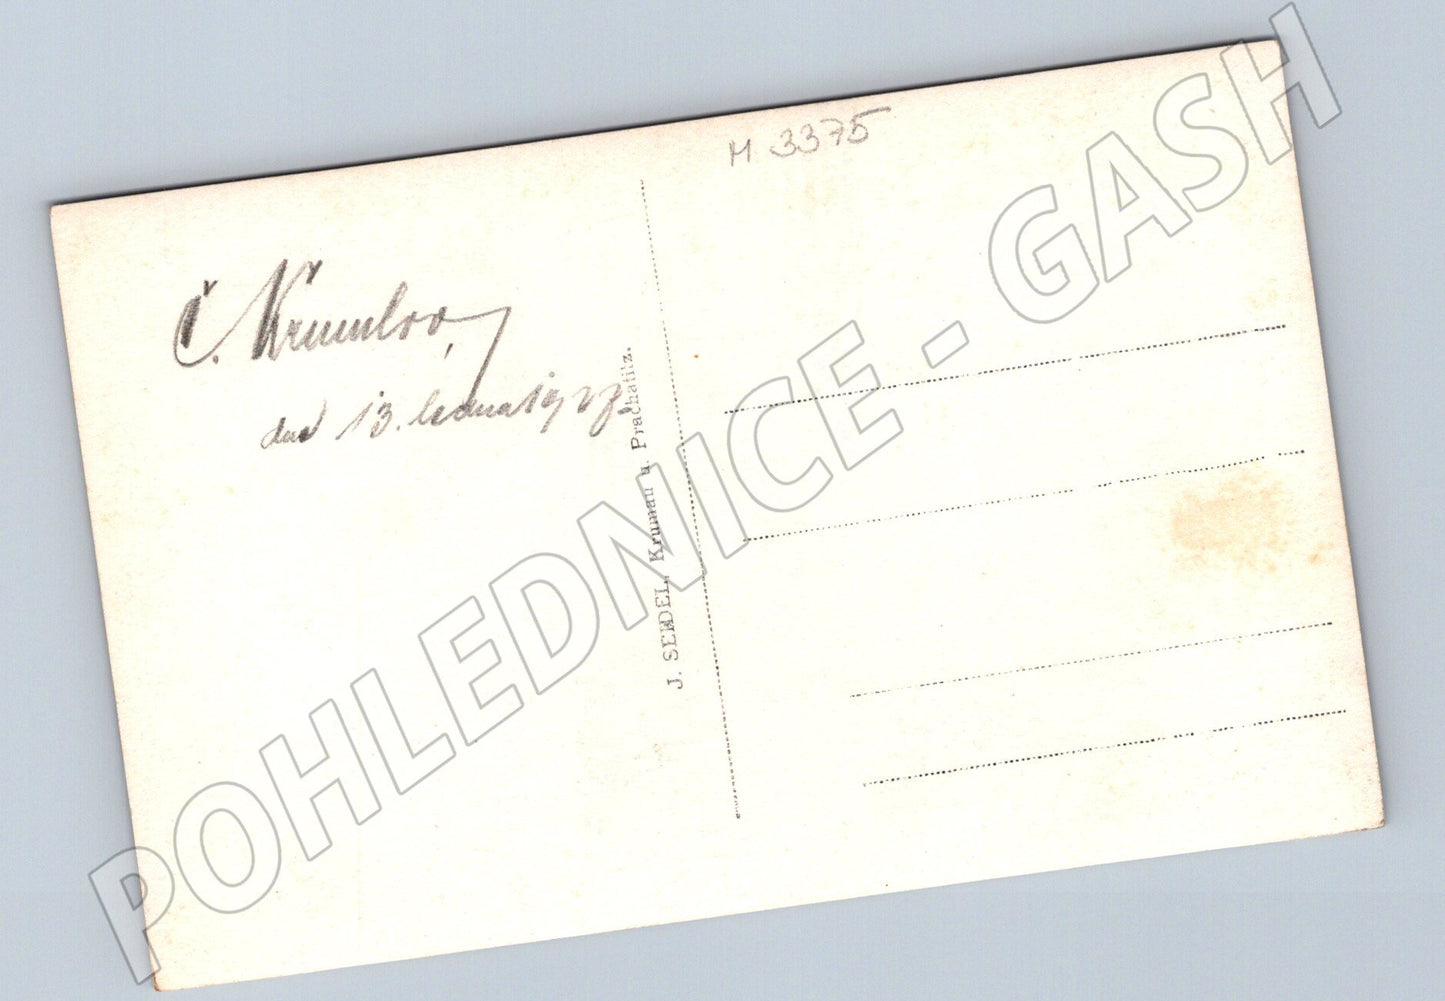 M 3375
Č. Krumlov,
dne 13. ledna 1927.
J. SEIDEL, Krumau u. Prachatitz.
POHLEDNICE - GASH